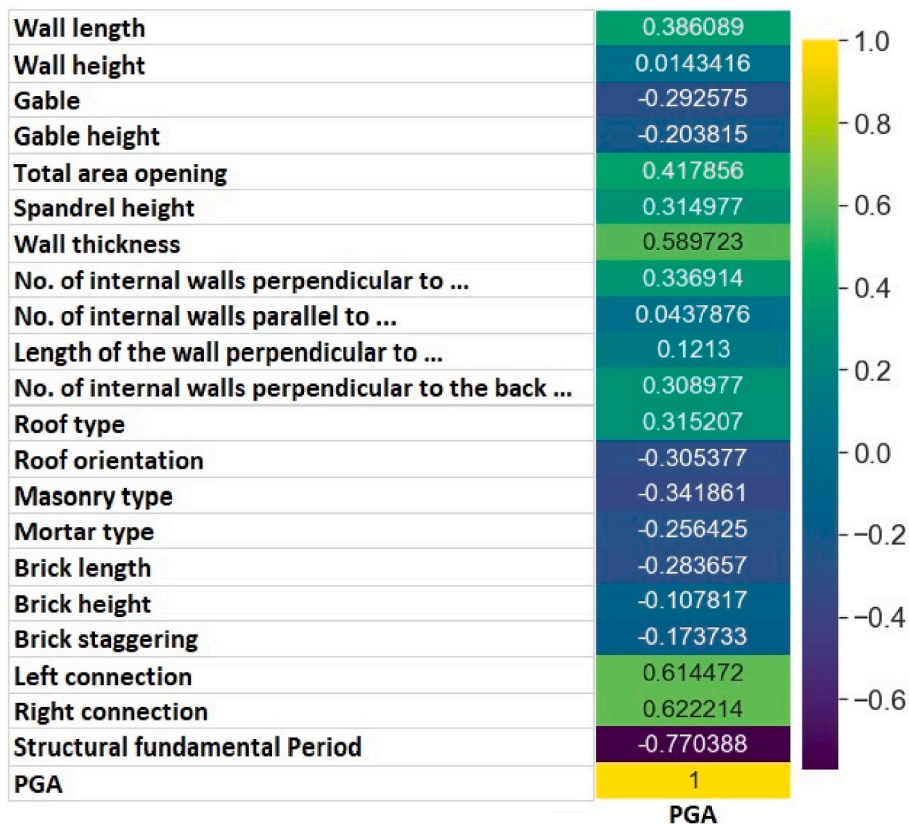 Wall length 0.386089
Wall height 0.0143416
Gable -0.292575
Gable height -0.203815
Total area opening 0.417856
Spandrel height 0.314977
Wall thickness 0.589723
No. of internal walls perpendicular to ... 0.336914
No. of internal walls parallel to ... 0.0437876
Length of the wall perpendicular to ... 0.1213
No. of internal walls perpendicular to the back ... 0.308977
Roof type 0.315207
Roof orientation -0.305377
Masonry type -0.341861
Mortar type -0.256425
Brick length -0.283657
Brick height -0.107817
Brick staggering -0.173733
Left connection 0.614472
Right connection 0.622214
Structural fundamental Period -0.770388
PGA 1
PGA
1.0
0.8
0.6
0.4
0.2
0.0
−0.2
−0.4
−0.6